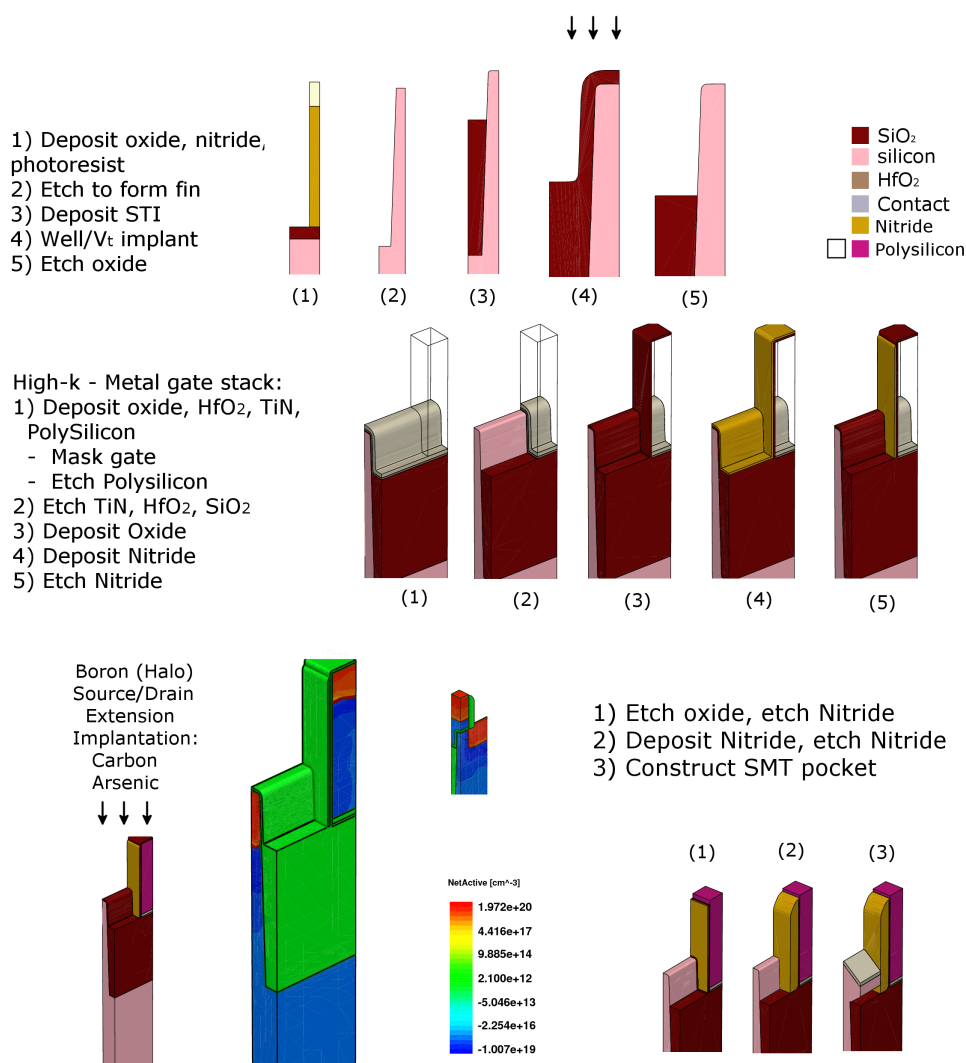 1) Deposit oxide, nitride,
photoresist
2) Etch to form fin
3) Deposit STI
4) Well/Vt implant
5) Etch oxide
(1)
(2)
(3)
(4)
(5)
SiO2
silicon
HfO2
Contact
Nitride
Polysilicon
High-k - Metal gate stack:
1) Deposit oxide, HfO2, TiN,
PolySilicon
- Mask gate
- Etch Polysilicon
2) Etch TiN, HfO2, SiO2
3) Deposit Oxide
4) Deposit Nitride
5) Etch Nitride
(1)
(2)
(3)
(4)
(5)
Boron (Halo)
Source/Drain
Extension
Implantation:
Carbon
Arsenic
NetActive [cm^-3]
1.972e+20
4.416e+17
9.885e+14
2.100e+12
-5.046e+13
-2.254e+16
-1.007e+19
1) Etch oxide, etch Nitride
2) Deposit Nitride, etch Nitride
3) Construct SMT pocket
(1)
(2)
(3)